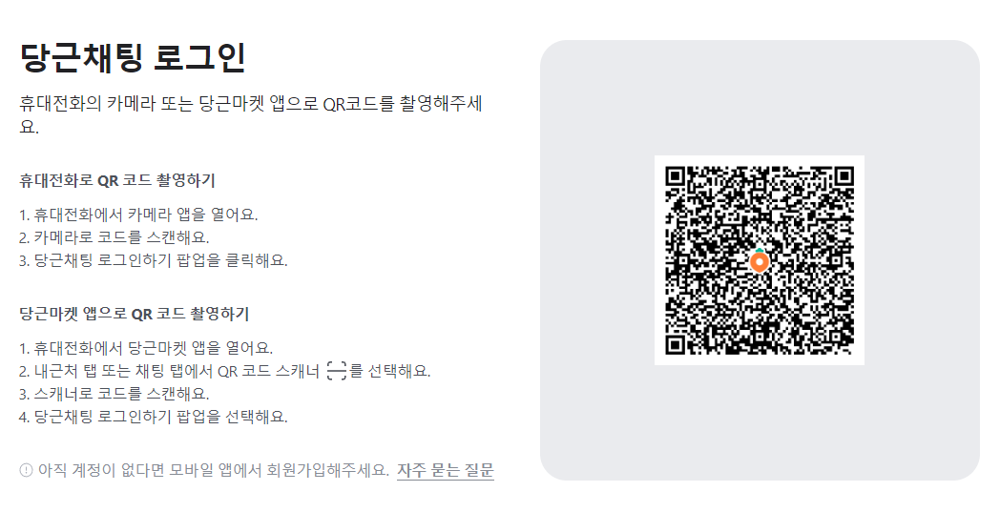 당근채팅 로그인
휴대전화의 카메라 또는 당근마켓 앱으로 QR코드를 촬영해주세
요.
휴대전화로 QR 코드 촬영하기
1. 휴대전화에서 카메라 앱을 열어요.
2. 카메라로 코드를 스캔해요.
3. 당근채팅 로그인하기 팝업을 클릭해요.
당근마켓 앱으로 QR 코드 촬영하기
1. 휴대전화에서 당근마켓 앱을 열어요.
2. 내근처 탭 또는 채팅 탭에서 QR 코드 스캐너 를 선택해요.
3. 스캐너로 코드를 스캔해요.
4. 당근채팅 로그인하기 팝업을 선택해요.
아직 계정이 없다면 모바일 앱에서 회원가입해주세요. 자주 묻는 질문